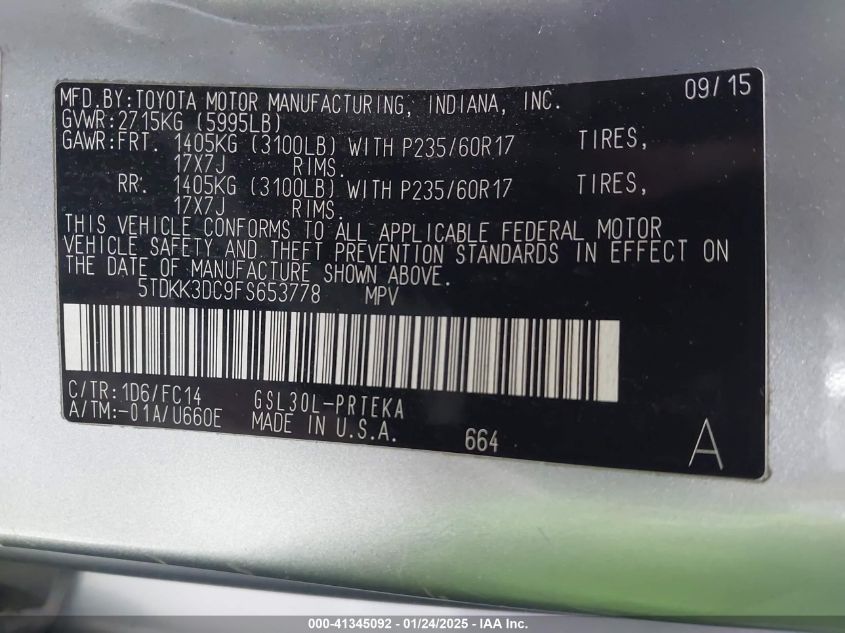 MFD.BY:TOYOTA MOTOR MANUFACTURING, INDIANA, INC. 09/15
GVWR:2715KG (5995LB)
GAWR:FRT. 1405KG (3100LB) WITH P235/60R17 TIRES,
17X7J RIMS.
RR. 1405KG (3100LB) WITH P235/60R17 TIRES,
17X7J RIMS.
THIS VEHICLE CONFORMS TO ALL APPLICABLE FEDERAL MOTOR
VEHICLE SAFETY AND THEFT PREVENTION STANDARDS IN EFFECT ON
THE DATE OF MANUFACTURE SHOWN ABOVE.
5TDKK3DC9FS653778 MPV
C/TR:1D6/FC14 GSL30L-PRTEKA
A/TM:-01A/U660E MADE IN U.S.A. 664 A
000-41345092 - 01/24/2025 - IAAI Inc.